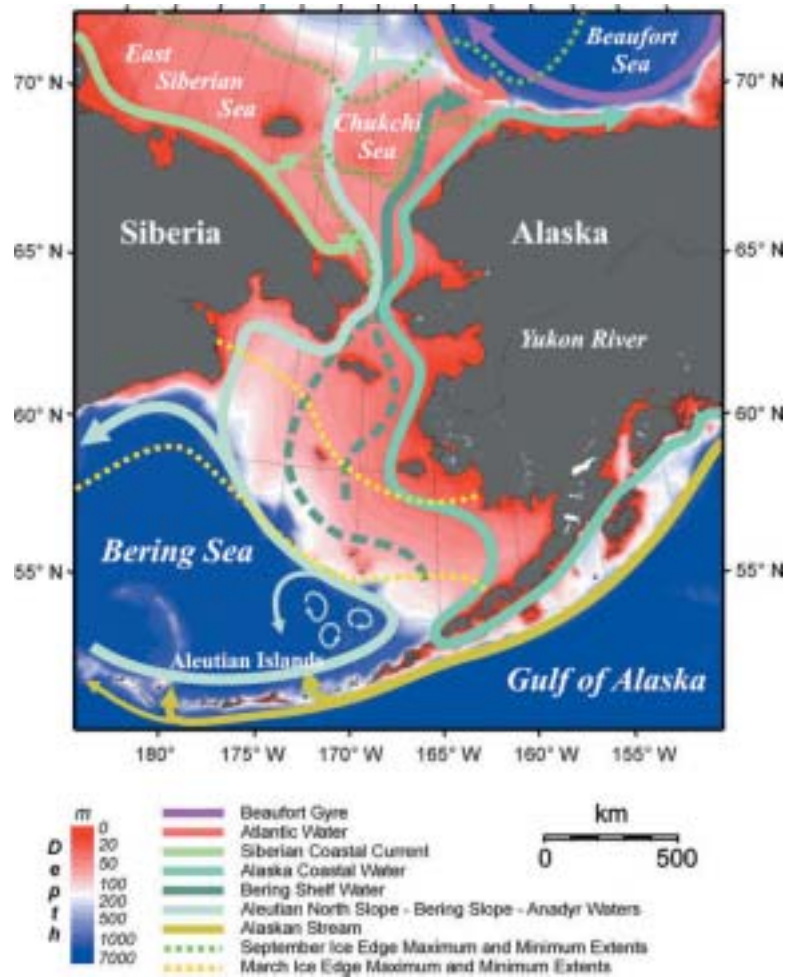 70° N
65° N
60° N
55° N
East
Siberian
Sea
Chukchi
Sea
Beaufort
Sea
70° N
Siberia
Alaska
65° N
Yukon River
60° N
Bering Sea
55° N
Aleutian Islands
Gulf of Alaska
180°
175° W
170° W
165° W
160° W
155° W
Depth
m
0
20
50
100
200
500
1000
7000
Beaufort Gyre
Atlantic Water
Siberian Coastal Current
Alaska Coastal Water
Bering Shelf Water
Aleutian North Slope - Bering Slope - Anadyr Waters
Alaskan Stream
September Ice Edge Maximum and Minimum Extents
March Ice Edge Maximum and Minimum Extents
km
0 500